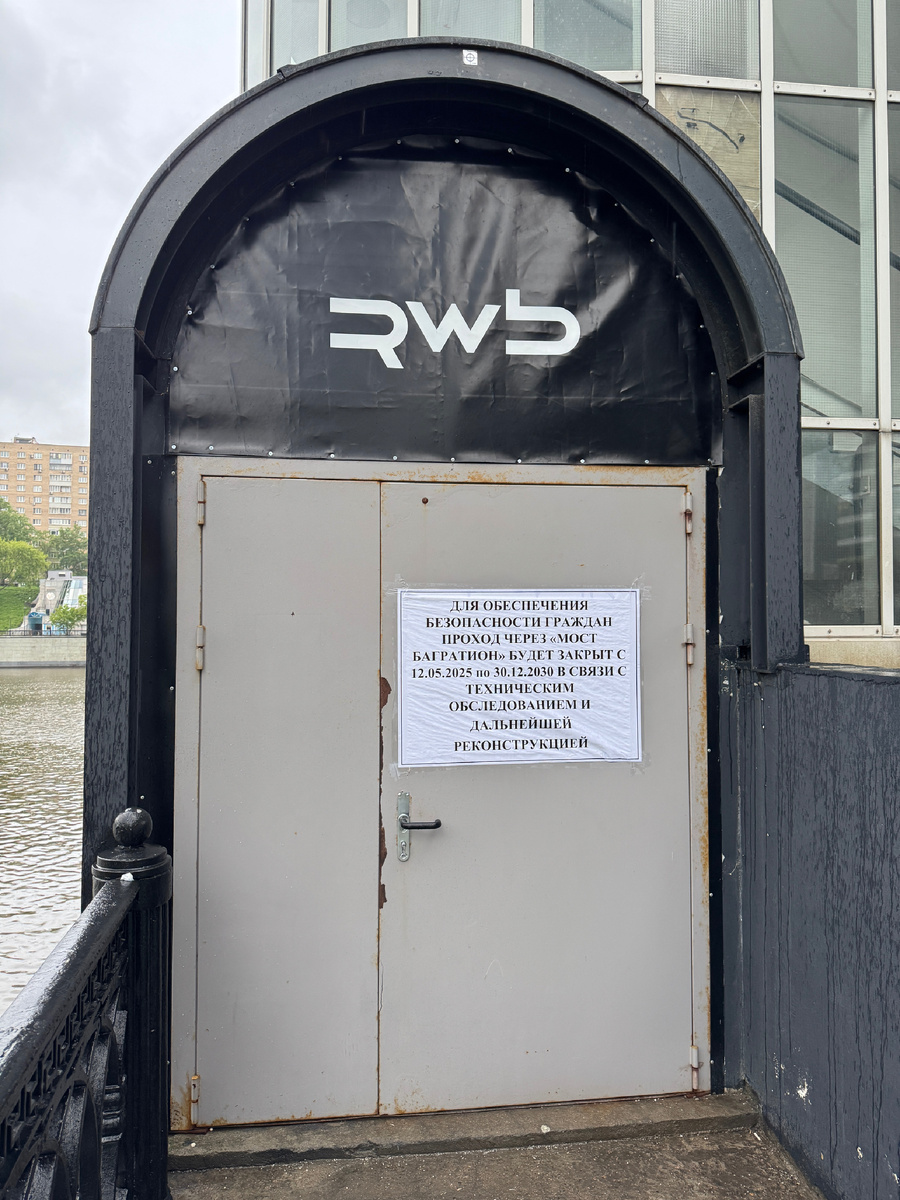 RWB
ДЛЯ ОБЕСПЕЧЕНИЯ
БЕЗОПАСНОСТИ ГРАЖДАН
ПРОХОД ЧЕРЕЗ «МОСТ
БАГРАТИОН» БУДЕТ ЗАКРЫТ С
12.05.2025 по 30.12.2030 В СВЯЗИ С
ТЕХНИЧЕСКИМ
ОБСЛЕДОВАНИЕМ И
ДАЛЬНЕЙШЕЙ
РЕКОНСТРУКЦИЕЙ